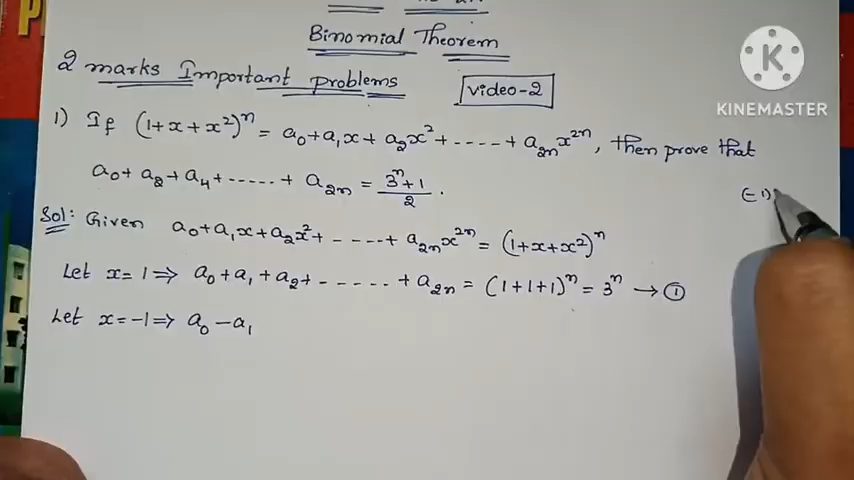 Binomial Theorem
2 marks Important problems
video-2
KINEMASTER
1) If (1+x+x²)ⁿ = a₀+a₁x+a₂x²+-----+a₂ₙx²ⁿ, then prove that
a₀+a₂+a₄+-----+a₂ₙ = (3ⁿ+1)/2.
(-1)
Sol: Given a₀+a₁x+a₂x²+-----+a₂ₙx²ⁿ = (1+x+x²)ⁿ
Let x=1 ⇒ a₀+a₁+a₂+------+a₂ₙ = (1+1+1)ⁿ = 3ⁿ → ①
Let x=-1 ⇒ a₀-a₁